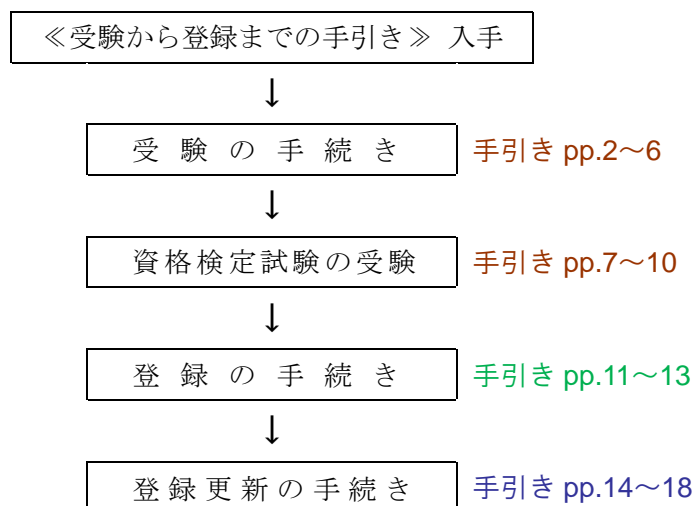 ≪受験から登録までの手引き≫ 入手
↓
受験の手続き 手引き pp.2～6
↓
資格検定試験の受験 手引き pp.7～10
↓
登録の手続き 手引き pp.11～13
↓
登録更新の手続き 手引き pp.14～18